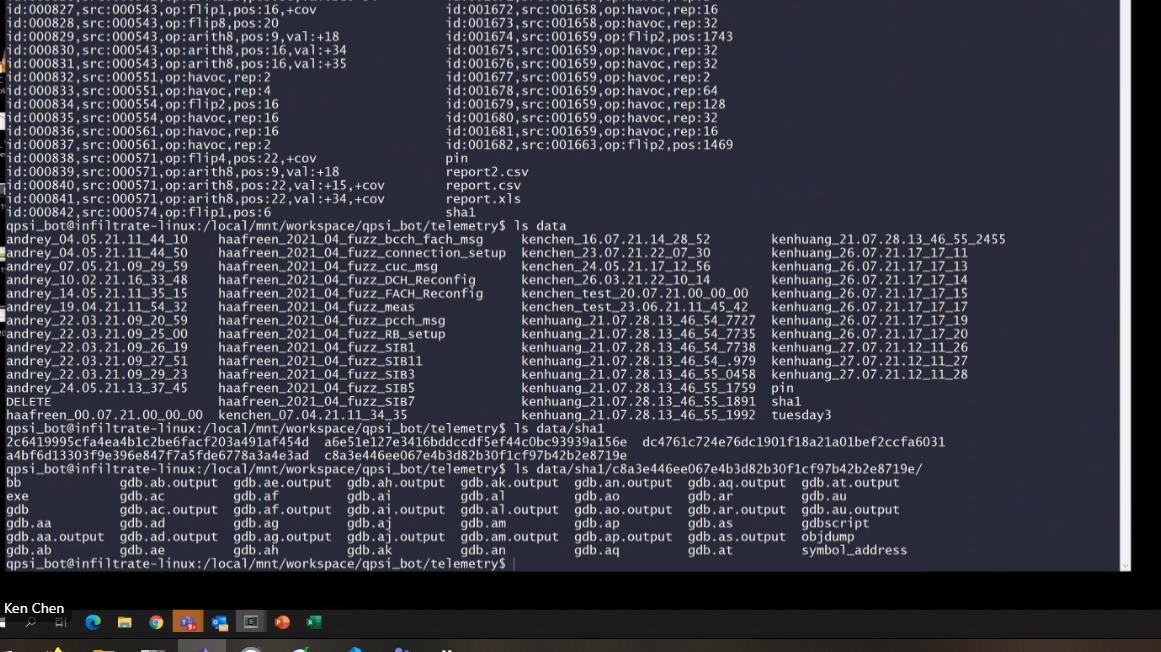 id:000827,src:000543,op:flip1,pos:16,+cov id:001672,src:001658,op:havoc,rep:16
id:000828,src:000543,op:flip8,pos:20 id:001673,src:001658,op:havoc,rep:32
id:000829,src:000543,op:arith8,pos:9,val:+18 id:001674,src:001659,op:flip2,pos:1743
id:000830,src:000543,op:arith8,pos:16,val:+34 id:001675,src:001659,op:havoc,rep:32
id:000831,src:000543,op:arith8,pos:16,val:+35 id:001676,src:001659,op:havoc,rep:32
id:000832,src:000551,op:havoc,rep:2 id:001677,src:001659,op:havoc,rep:2
id:000833,src:000551,op:havoc,rep:4 id:001678,src:001659,op:havoc,rep:64
id:000834,src:000554,op:flip2,pos:16 id:001679,src:001659,op:havoc,rep:128
id:000835,src:000554,op:havoc,rep:16 id:001680,src:001659,op:havoc,rep:32
id:000836,src:000561,op:havoc,rep:16 id:001681,src:001659,op:havoc,rep:16
id:000837,src:000561,op:havoc,rep:2 id:001682,src:001663,op:flip2,pos:1469
id:000838,src:000571,op:flip4,pos:22,+cov pin
id:000839,src:000571,op:arith8,pos:9,val:+18 report2.csv
id:000840,src:000571,op:arith8,pos:22,val:+15,+cov report.csv
id:000841,src:000571,op:arith8,pos:22,val:+34,+cov report.xls
id:000842,src:000574,op:flip1,pos:6 sha1
qpsi_bot@infiltrate-linux:/local/mnt/workspace/qpsi_bot/telemetry$ ls data
andrey_04.05.21.11_44_10 haafreen_2021_04_fuzz_bcch_fach_msg kenchen_16.07.21.14_28_52 kenhuang_21.07.28.13_46_55_2455
andrey_04.05.21.11_44_50 haafreen_2021_04_fuzz_connection_setup kenchen_23.07.21.22_07_30 kenhuang_26.07.21.17_17_11
andrey_07.05.21.09_29_59 haafreen_2021_04_fuzz_cuc_msg kenchen_24.05.21.17_12_56 kenhuang_26.07.21.17_17_13
andrey_10.02.21.16_33_48 haafreen_2021_04_fuzz_DCH_Reconfig kenchen_26.03.21.22_10_14 kenhuang_26.07.21.17_17_14
andrey_14.05.21.11_35_15 haafreen_2021_04_fuzz_FACH_Reconfig kenchen_test_20.07.21.00_00_00 kenhuang_26.07.21.17_17_15
andrey_19.04.21.11_54_32 haafreen_2021_04_fuzz_meas kenchen_test_23.06.21.11_45_42 kenhuang_26.07.21.17_17_17
andrey_22.03.21.09_20_59 haafreen_2021_04_fuzz_pcch_msg kenhuang_21.07.28.13_46_54_7727 kenhuang_26.07.21.17_17_19
andrey_22.03.21.09_25_00 haafreen_2021_04_fuzz_RB_setup kenhuang_21.07.28.13_46_54_7735 kenhuang_26.07.21.17_17_20
andrey_22.03.21.09_26_19 haafreen_2021_04_fuzz_SIB1 kenhuang_21.07.28.13_46_54_7738 kenhuang_27.07.21.12_11_26
andrey_22.03.21.09_27_51 haafreen_2021_04_fuzz_SIB11 kenhuang_21.07.28.13_46_54_.979 kenhuang_27.07.21.12_11_27
andrey_22.03.21.09_29_23 haafreen_2021_04_fuzz_SIB3 kenhuang_21.07.28.13_46_55_0458 kenhuang_27.07.21.12_11_28
andrey_24.05.21.13_37_45 haafreen_2021_04_fuzz_SIB5 kenhuang_21.07.28.13_46_55_1759 pin
DELETE haafreen_2021_04_fuzz_SIB7 kenhuang_21.07.28.13_46_55_1891 sha1
haafreen_00.07.21.00_00_00 kenchen_07.04.21.11_34_35 kenhuang_21.07.28.13_46_55_1992 tuesday3
qpsi_bot@infiltrate-linux:/local/mnt/workspace/qpsi_bot/telemetry$ ls data/sha1
2c6419995cfa4ea4b1c2be6facf203a491af454d a6e51e127e3416bddccdf5ef44c0bc93939a156e dc4761c724e76dc1901f18a21a01bef2ccfa6031
a4bf6d13303f9e396e847f7a5fde6778a3a4e3ad c8a3e446ee067e4b3d82b30f1cf97b42b2e8719e
qpsi_bot@infiltrate-linux:/local/mnt/workspace/qpsi_bot/telemetry$ ls data/sha1/c8a3e446ee067e4b3d82b30f1cf97b42b2e8719e/
bb gdb.ab.output gdb.ae.output gdb.ah.output gdb.ak.output gdb.an.output gdb.aq.output gdb.at.output
exe gdb.ac gdb.af gdb.ai gdb.al gdb.ao gdb.ar gdb.au
gdb gdb.ac.output gdb.af.output gdb.ai.output gdb.al.output gdb.ao.output gdb.ar.output gdb.au.output
gdb.aa gdb.ad gdb.ag gdb.aj gdb.am gdb.ap gdb.as gdbscript
gdb.aa.output gdb.ad.output gdb.ag.output gdb.aj.output gdb.am.output gdb.ap.output gdb.as.output objdump
gdb.ab gdb.ae gdb.ah gdb.ak gdb.an gdb.aq gdb.at symbol_address
qpsi_bot@infiltrate-linux:/local/mnt/workspace/qpsi_bot/telemetry$
Ken Chen